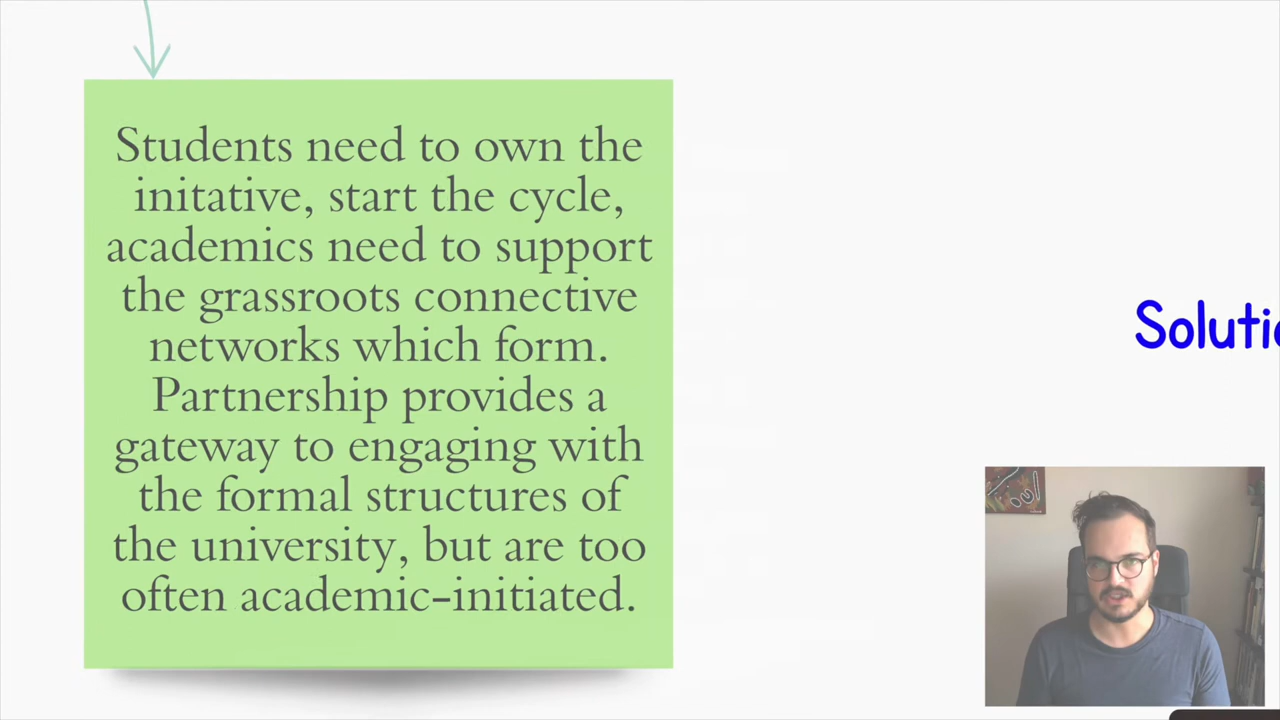 Students need to own the
initative, start the cycle,
academics need to support
the grassroots connective
networks which form.
Partnership provides a
gateway to engaging with
the formal structures of
the university, but are too
often academic-initiated.
Soluti